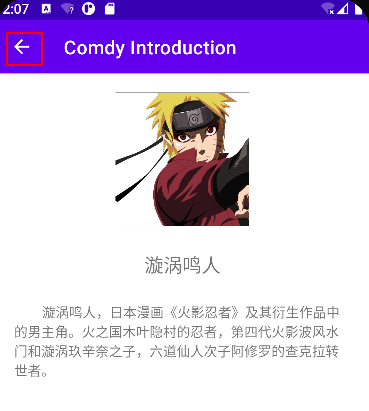 2:07
Comdy Introduction
漩涡鸣人
漩涡鸣人，日本漫画《火影忍者》及其衍生作品中
的男主角。火之国木叶隐村的忍者，第四代火影波风水
门和漩涡玖辛奈之子，六道仙人次子阿修罗的查克拉转
世者。